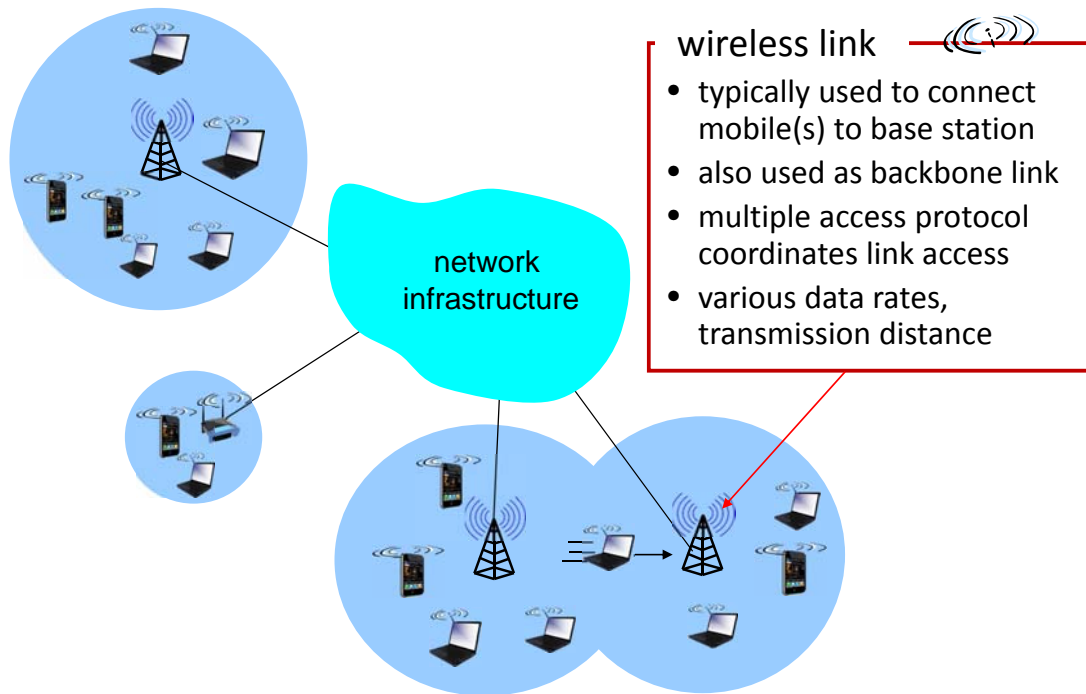 wireless link
• typically used to connect
mobile(s) to base station
• also used as backbone link
• multiple access protocol
coordinates link access
• various data rates,
transmission distance
network
infrastructure